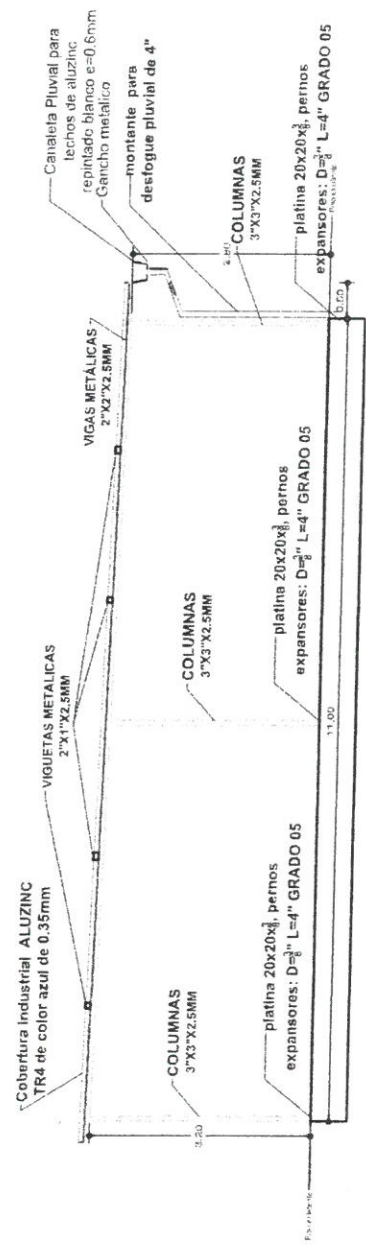 Cobertura Industrial ALUZINC
TR4 de color azul de 0.35mm
VIGUETAS METALICAS
2"X1"X2.5MM
VIGAS METÁLICAS
2"X2"X2.5MM
Canaleta Pluvial para
techos de aluzinc
repintado blanco e=0.6mm
Gancho metalico
montante para
desfogue pluvial de 4"
COLUMNAS
3"X3"X2.5MM
COLUMNAS
3"X3"X2.5MM
COLUMNAS
3"X3"X2.5MM
2.80
platina 20x20x3/8, pernos
expansores: D=3/8" L=4" GRADO 05
platina 20x20x3/8, pernos
expansores: D=3/8" L=4" GRADO 05
platina 20x20x3/8, pernos
expansores: D=3/8" L=4" GRADO 05
11.00
0.60